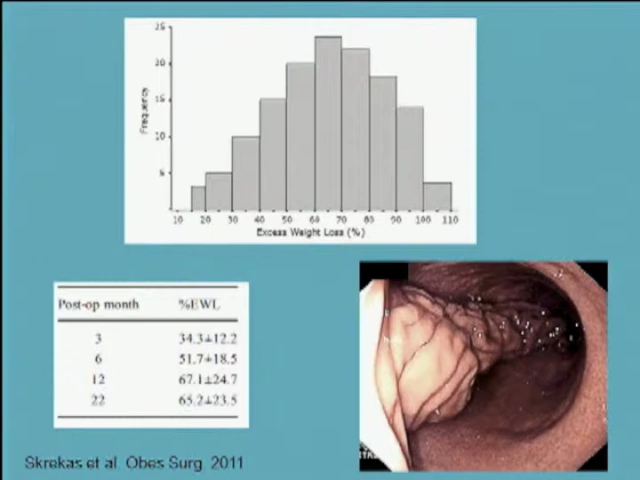 25
20
15
10
5
Frequency
10 20 30 40 50 60 70 80 90 100 110
Excess Weight Loss (%)
Post-op month %EWL
3 34.3±12.2
6 51.7±18.5
12 67.1±24.7
22 65.2±23.5
Skrekas et al. Obes Surg. 2011